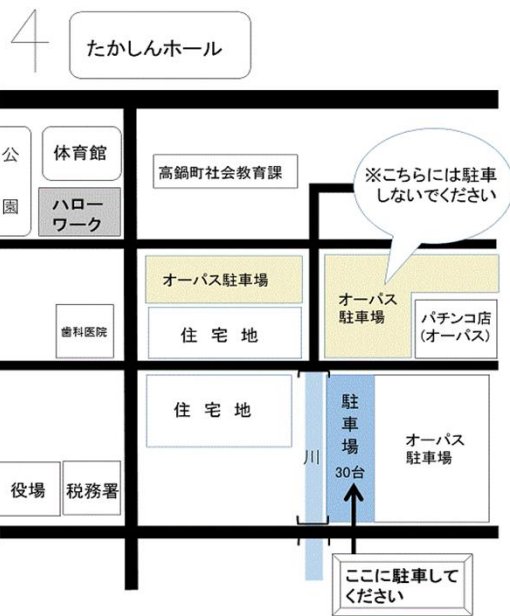 4
たかしんホール
公
園
体育館
ハロー
ワーク
高鍋町社会教育課
※こちらには駐車
しないでください
オーパス駐車場
オーパス
駐車場
パチンコ店
(オーパス)
歯科医院
住宅地
住宅地
川
駐
車
場
30台
オーパス
駐車場
役場
税務署
ここに駐車して
ください